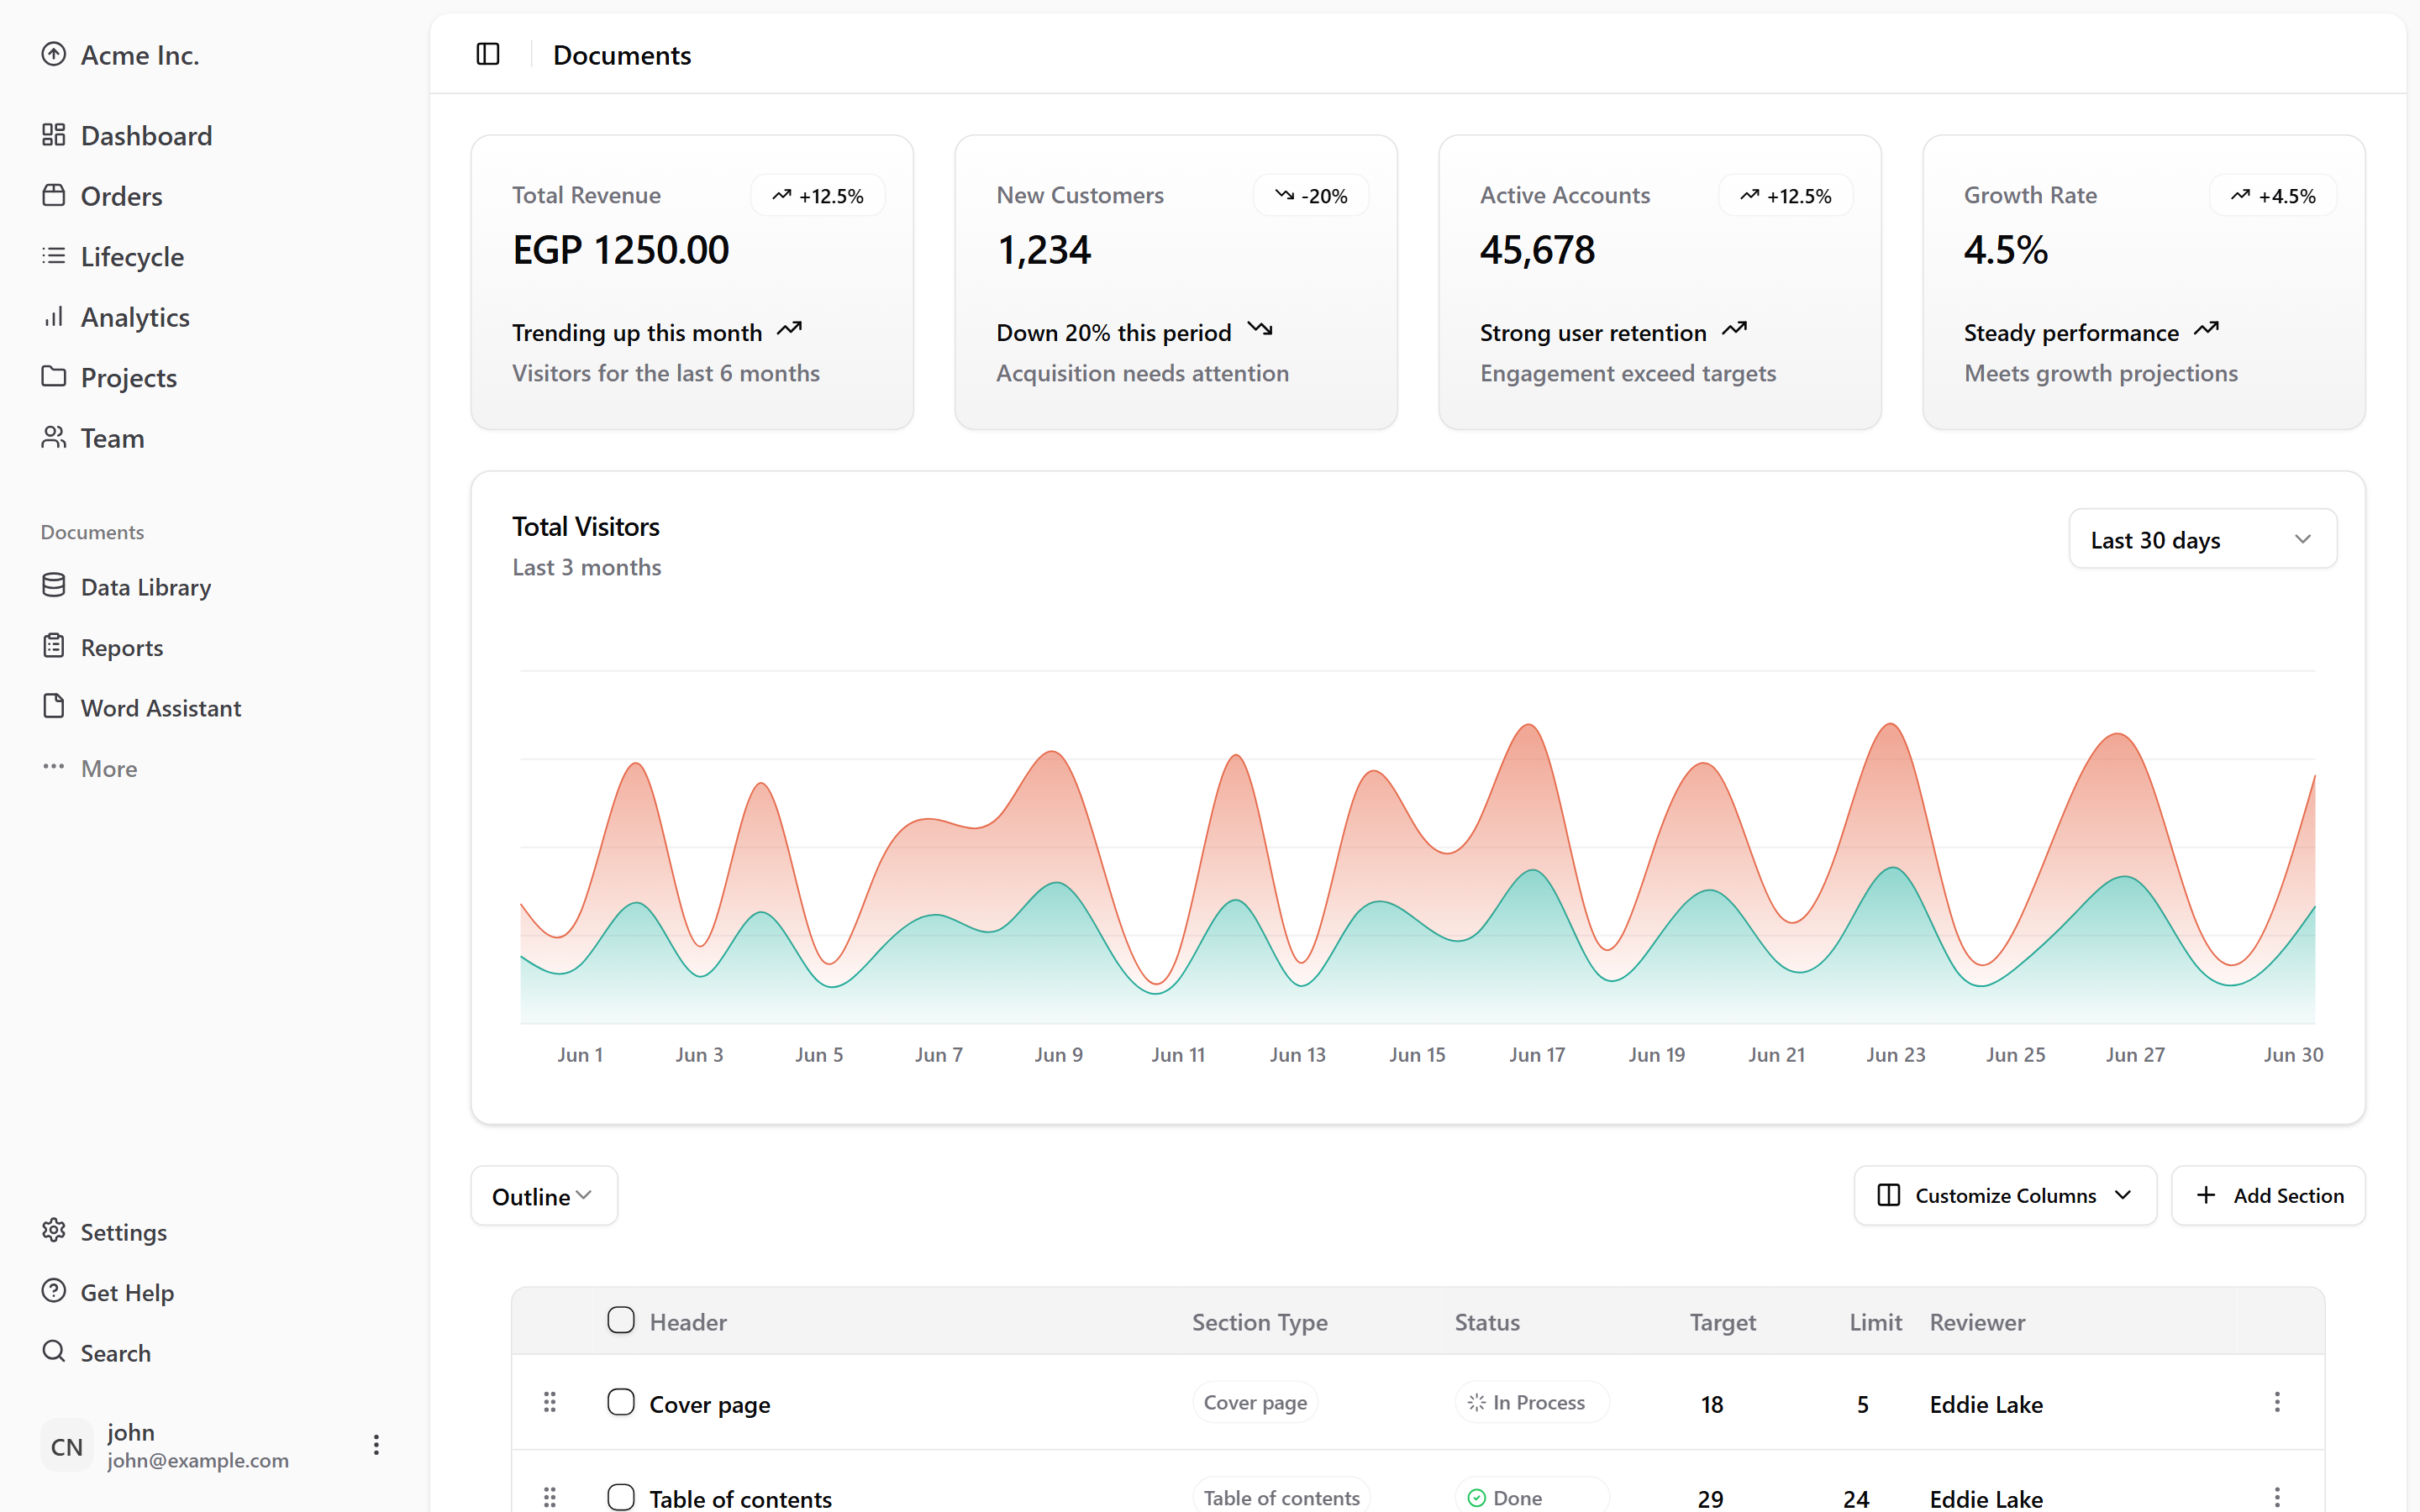 Acme Inc.
Dashboard
Orders
Lifecycle
Analytics
Projects
Team
Documents
Data Library
Reports
Word Assistant
More
Settings
Get Help
Search
CN
john
john@example.com
Documents
Total Revenue
+12.5%
EGP 1250.00
Trending up this month
Visitors for the last 6 months
New Customers
-20%
1,234
Down 20% this period
Acquisition needs attention
Active Accounts
+12.5%
45,678
Strong user retention
Engagement exceed targets
Growth Rate
+4.5%
4.5%
Steady performance
Meets growth projections
Total Visitors
Last 3 months
Last 30 days
Jun 1 Jun 3 Jun 5 Jun 7 Jun 9 Jun 11 Jun 13 Jun 15 Jun 17 Jun 19 Jun 21 Jun 23 Jun 25 Jun 27 Jun 30
Outline
Customize Columns
Add Section
Header Section Type Status Target Limit Reviewer
Cover page Cover page In Process 18 5 Eddie Lake
Table of contents Table of contents Done 29 24 Eddie Lake